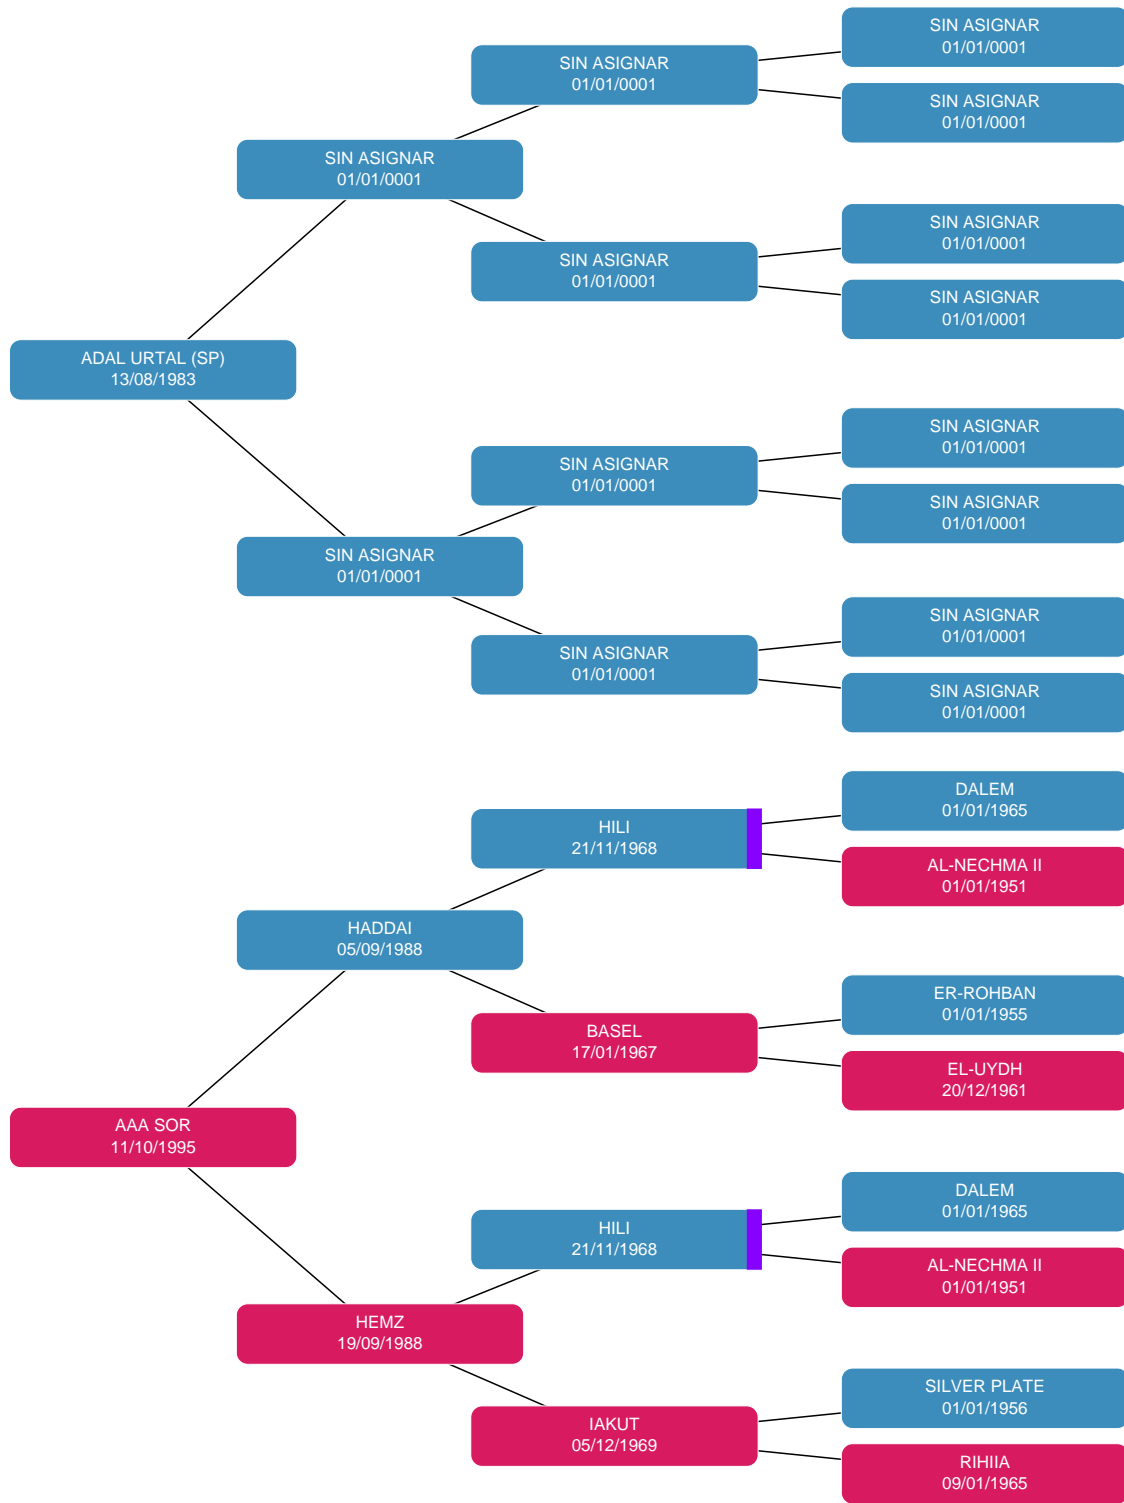 SIN ASIGNAR
01/01/0001
SIN ASIGNAR
01/01/0001
SIN ASIGNAR
01/01/0001
SIN ASIGNAR
01/01/0001
SIN ASIGNAR
01/01/0001
SIN ASIGNAR
01/01/0001
SIN ASIGNAR
01/01/0001
ADAL URTAL (SP)
13/08/1983
SIN ASIGNAR
01/01/0001
SIN ASIGNAR
01/01/0001
SIN ASIGNAR
01/01/0001
SIN ASIGNAR
01/01/0001
SIN ASIGNAR
01/01/0001
SIN ASIGNAR
01/01/0001
SIN ASIGNAR
01/01/0001
DALEM
01/01/1965
HILI
21/11/1968
AL-NECHMA II
01/01/1951
HADDAI
05/09/1988
ER-ROHBAN
01/01/1955
BASEL
17/01/1967
EL-UYDH
20/12/1961
AAA SOR
11/10/1995
DALEM
01/01/1965
HILI
21/11/1968
AL-NECHMA II
01/01/1951
HEMZ
19/09/1988
SILVER PLATE
01/01/1956
IAKUT
05/12/1969
RIHIIA
09/01/1965